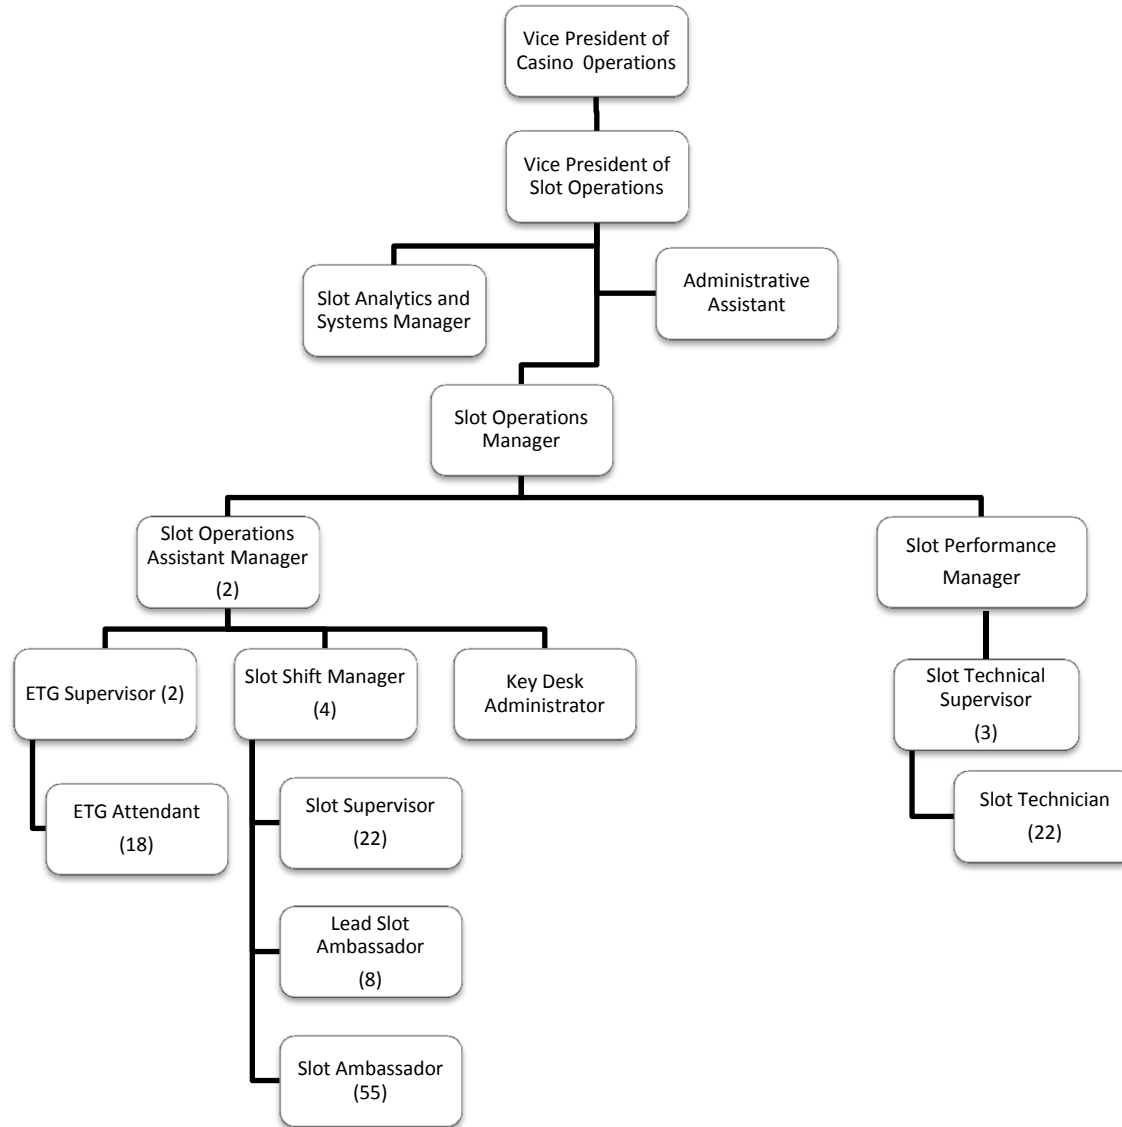 Vice President of
Casino 0perations
Vice President of
Slot Operations
Slot Analytics and
Systems Manager
Administrative
Assistant
Slot Operations
Manager
Slot Operations
Assistant Manager
(2)
Slot Performance
Manager
ETG Supervisor (2)
Slot Shift Manager
(4)
Key Desk
Administrator
Slot Technical
Supervisor
(3)
ETG Attendant
(18)
Slot Supervisor
(22)
Slot Technician
(22)
Lead Slot
Ambassador
(8)
Slot Ambassador
(55)